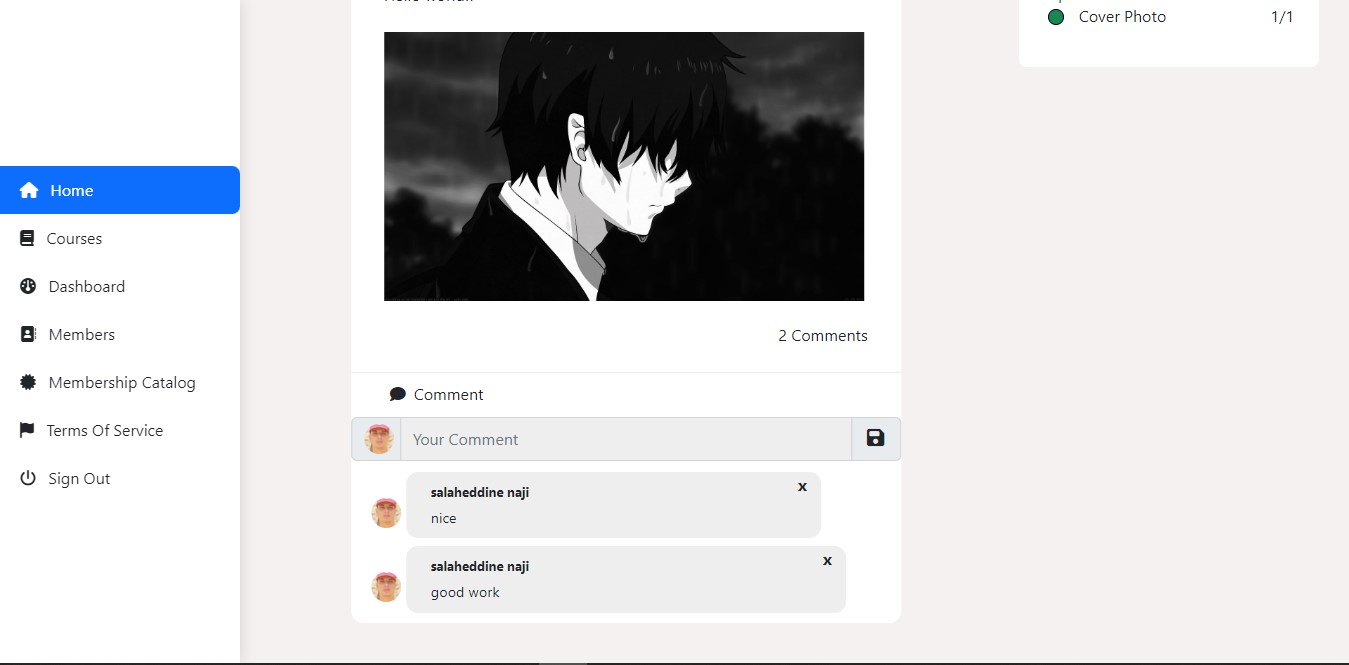 Home
Courses
Dashboard
Members
Membership Catalog
Terms Of Service
Sign Out
2 Comments
Comment
Your Comment
salaheddine naji
x
nice
salaheddine naji
x
good work
Cover Photo 1/1